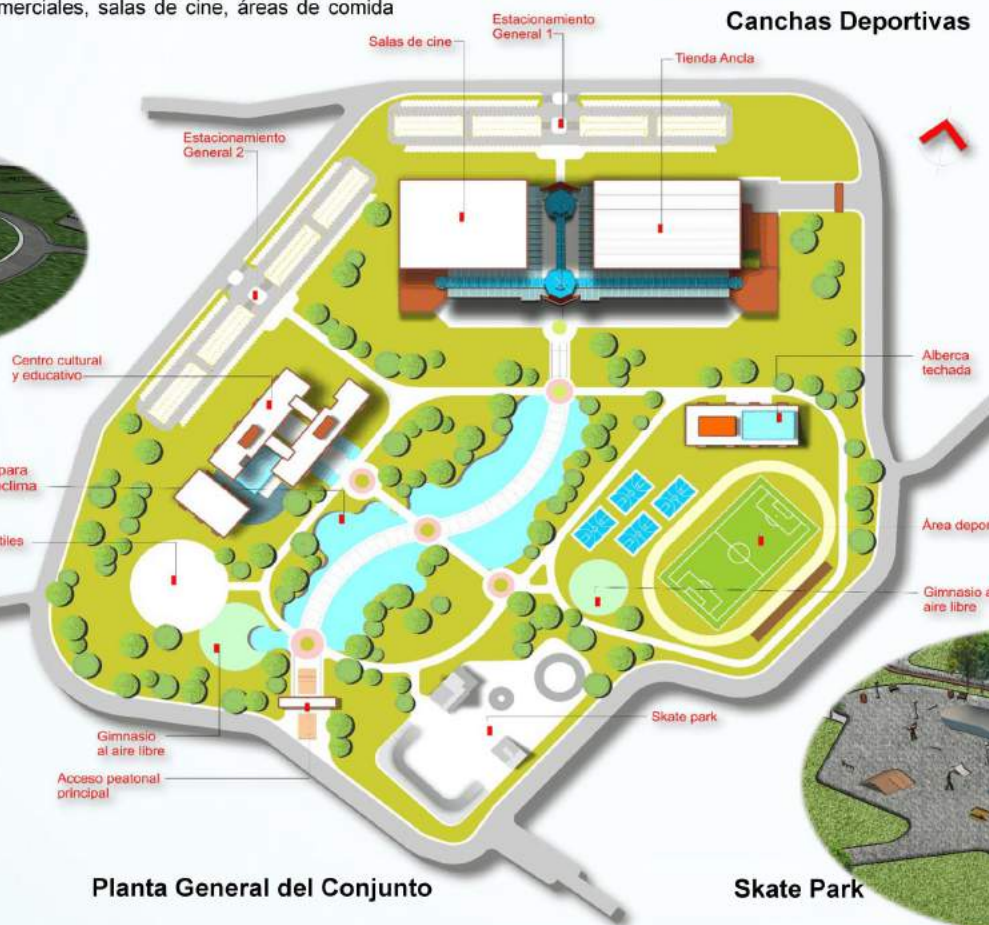 merciales, salas de cine, áreas de comida
Canchas Deportivas
Estacionamiento
General 1
Salas de cine
Tienda Ancla
Estacionamiento
General 2
Centro cultural
y educativo
Alberca
techada
para
clima
tiles
Área depor
Gimnasio a
aire libre
Skate park
Gimnasio
al aire libre
Acceso peatonal
principal
Planta General del Conjunto
Skate Park